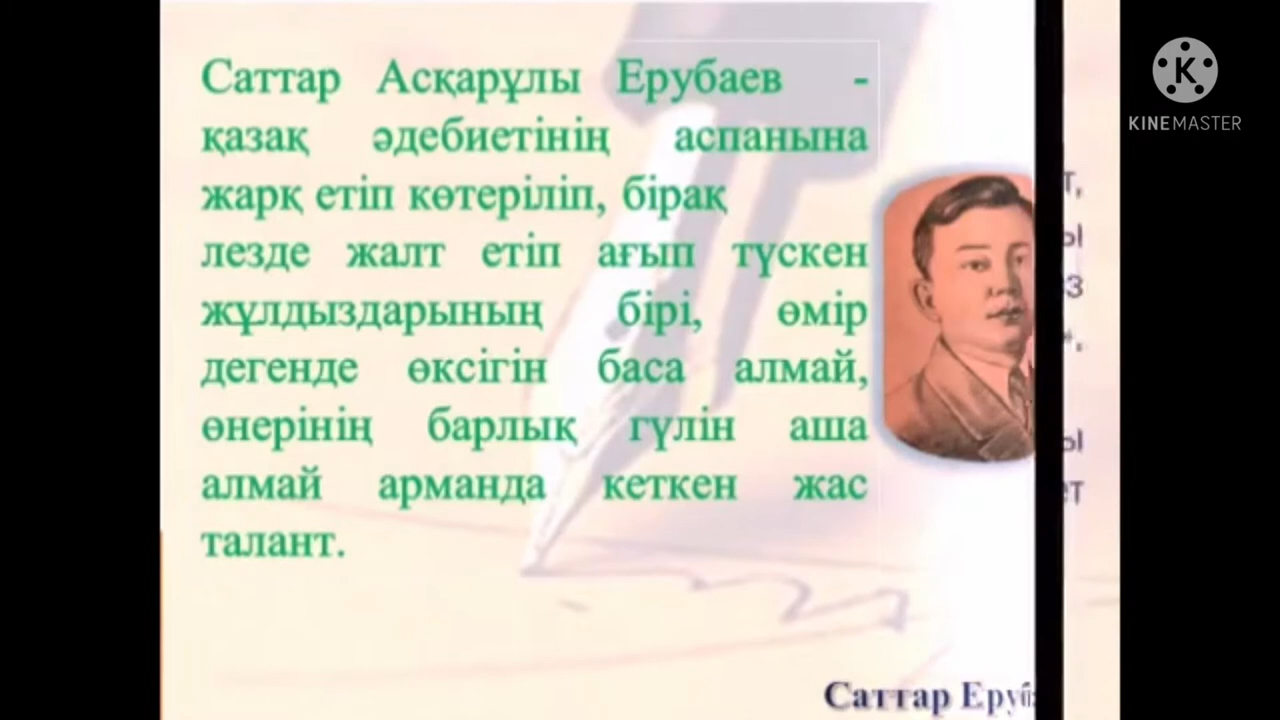 Саттар Асқарұлы Ерубаев -
қазақ әдебиетінің аспанына
жарқ етіп көтеріліп, бірақ
лезде жалт етіп ағып түскен
жұлдыздарының бірі, өмір
дегенде өксігін баса алмай,
өнерінің барлық гүлін аша
алмай арманда кеткен жас
талант.
Саттар
KINEMASTER